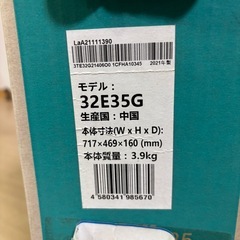 LaA21111390
3TE32G21406O0 1CFHA10345 2021年製
モデル:
32E35G
生産国:中国
本体寸法(W x H x D):
717×469×160 (mm)
本体質量:3.9kg
4 580341 985670